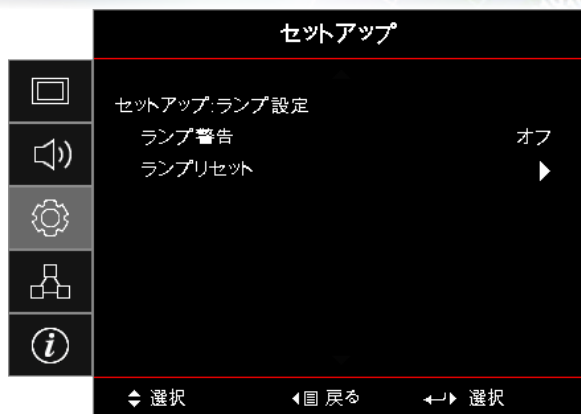 セットアップ
セットアップ:ランプ設定
ランプ警告 オフ
ランプリセット
選択 戻る 選択